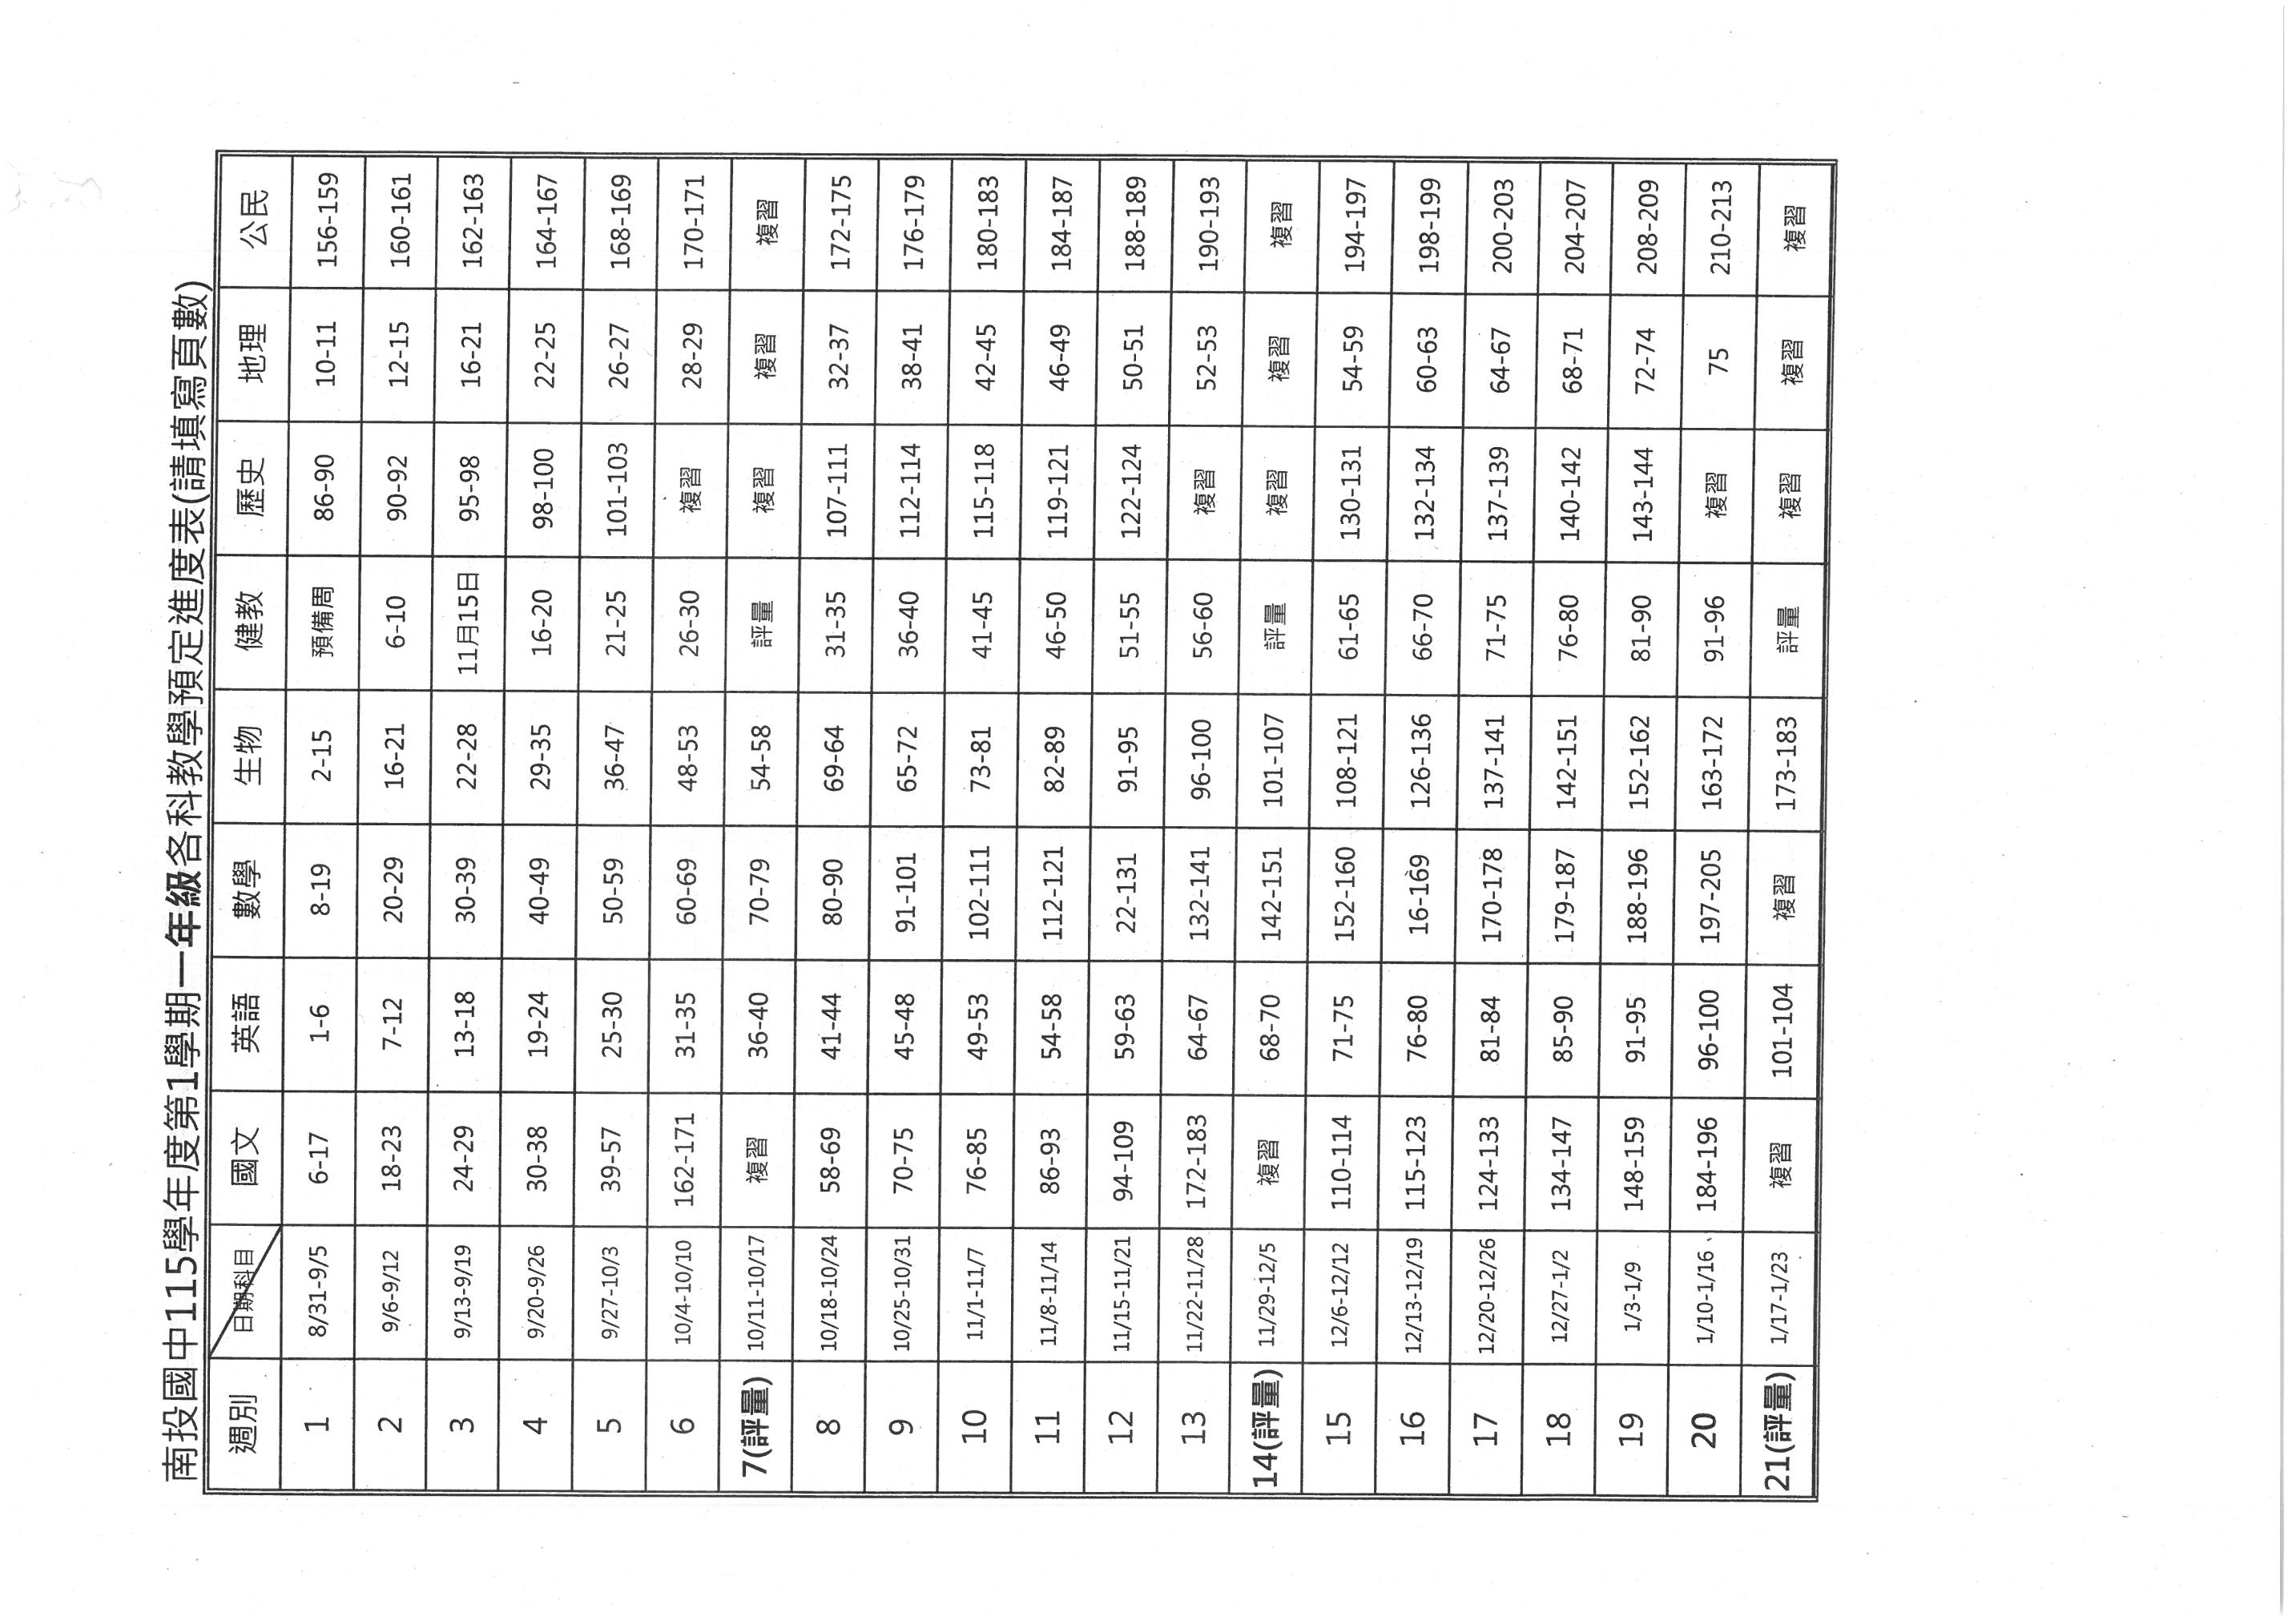 南投國中115學年度第1學期一年級各科教學預定進度表(請填寫頁數)
週別 日期科目 國文 英語 數學 生物 健教 歷史 地理 公民
1 8/31-9/5 6-17 1-6 8-19 2-15 預備周 86-90 10-11 156-159
2 9/6-9/12 18-23 7-12 20-29 16-21 6-10 90-92 12-15 160-161
3 9/13-9/19 24-29 13-18 30-39 22-28 11月15日 95-98 16-21 162-163
4 9/20-9/26 30-38 19-24 40-49 29-35 16-20 98-100 22-25 164-167
5 9/27-10/3 39-57 25-30 50-59 36-47 21-25 101-103 26-27 168-169
6 10/4-10/10 162-171 31-35 60-69 48-53 26-30 複習 28-29 170-171
7(評量) 10/11-10/17 複習 36-40 70-79 54-58 評量 複習 複習 複習
8 10/18-10/24 58-69 41-44 80-90 69-64 31-35 107-111 32-37 172-175
9 10/25-10/31 70-75 45-48 91-101 65-72 36-40 112-114 38-41 176-179
10 11/1-11/7 76-85 49-53 102-111 73-81 41-45 115-118 42-45 180-183
11 11/8-11/14 86-93 54-58 112-121 82-89 46-50 119-121 46-49 184-187
12 11/15-11/21 94-109 59-63 22-131 91-95 51-55 122-124 50-51 188-189
13 11/22-11/28 172-183 64-67 132-141 96-100 56-60 複習 52-53 190-193
14(評量) 11/29-12/5 複習 68-70 142-151 101-107 評量 複習 複習 複習
15 12/6-12/12 110-114 71-75 152-160 108-121 61-65 130-131 54-59 194-197
16 12/13-12/19 115-123 76-80 16-169 126-136 66-70 132-134 60-63 198-199
17 12/20-12/26 124-133 81-84 170-178 137-141 71-75 137-139 64-67 200-203
18 12/27-1/2 134-147 85-90 179-187 142-151 76-80 140-142 68-71 204-207
19 1/3-1/9 148-159 91-95 188-196 152-162 81-90 143-144 72-74 208-209
20 1/10-1/16 184-196 96-100 197-205 163-172 91-96 複習 75 210-213
21(評量) 1/17-1/23 複習 101-104 複習 173-183 評量 複習 複習 複習